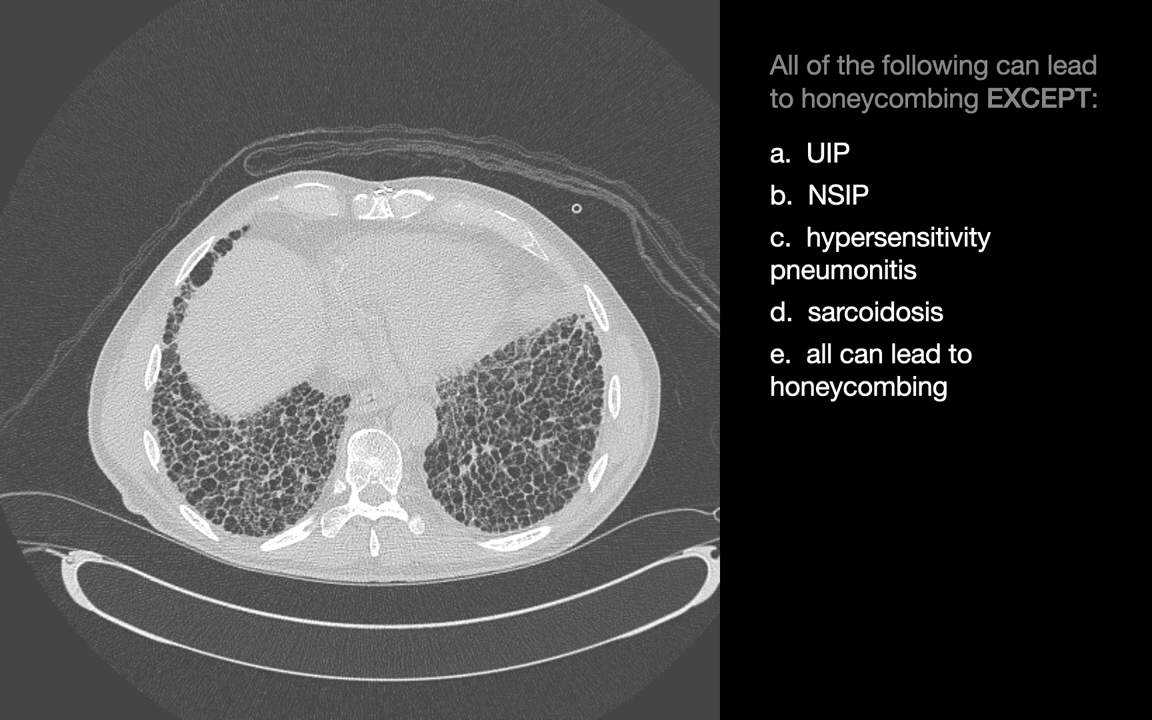 All of the following can lead
to honeycombing EXCEPT:
a. UIP
b. NSIP
c. hypersensitivity
pneumonitis
d. sarcoidosis
e. all can lead to
honeycombing